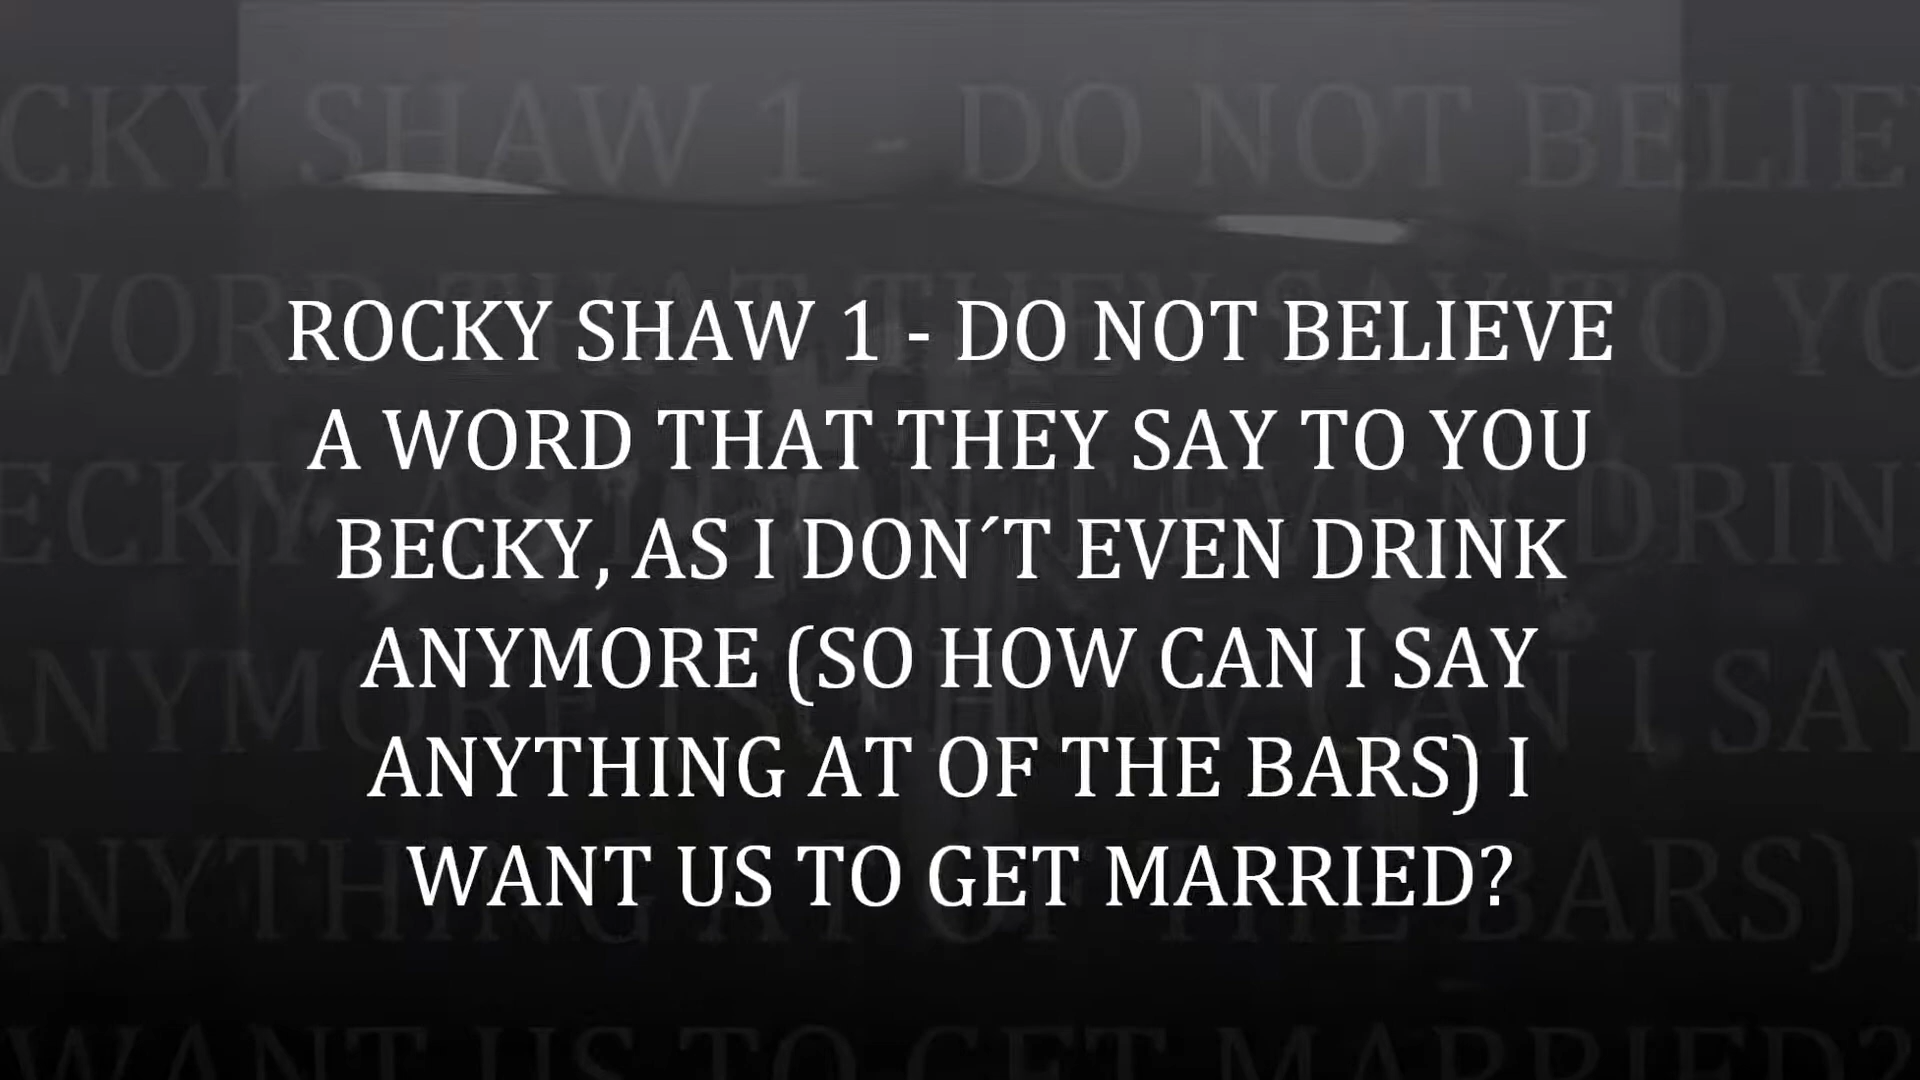 ROCKY SHAW 1 - DO NOT BELIEVE
A WORD THAT THEY SAY TO YOU
BECKY, AS I DON´T EVEN DRINK
ANYMORE (SO HOW CAN I SAY
ANYTHING AT OF THE BARS) I
WANT US TO GET MARRIED?